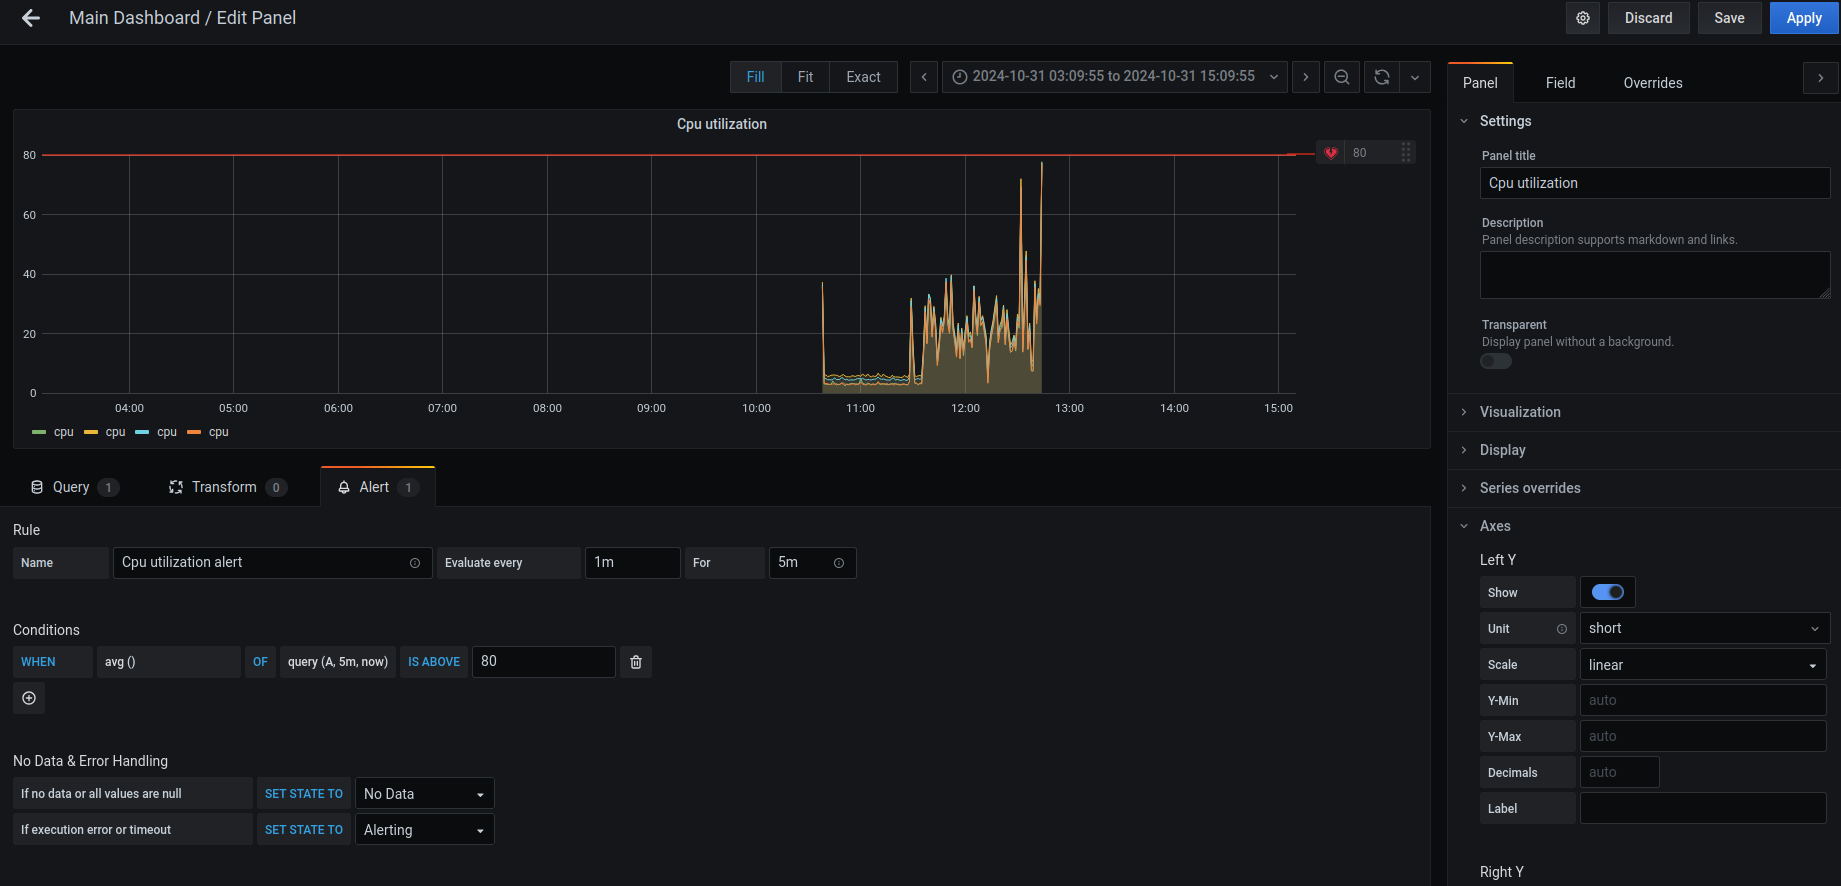 Main Dashboard / Edit Panel
Discard
Save
Apply
Fill
Fit
Exact
2024-10-31 03:09:55 to 2024-10-31 15:09:55
Panel
Field
Overrides
Cpu utilization
80
60
40
20
0
80
04:00 05:00 06:00 07:00 08:00 09:00 10:00 11:00 12:00 13:00 14:00 15:00
cpu cpu cpu cpu
Query 1
Transform 0
Alert 1
Rule
Name Cpu utilization alert Evaluate every 1m For 5m
Conditions
WHEN avg () OF query (A, 5m, now) IS ABOVE 80
No Data & Error Handling
If no data or all values are null SET STATE TO No Data
If execution error or timeout SET STATE TO Alerting
Settings
Panel title
Cpu utilization
Description
Panel description supports markdown and links.
Transparent
Display panel without a background.
Visualization
Display
Series overrides
Axes
Left Y
Show
Unit short
Scale linear
Y-Min auto
Y-Max auto
Decimals auto
Label
Right Y